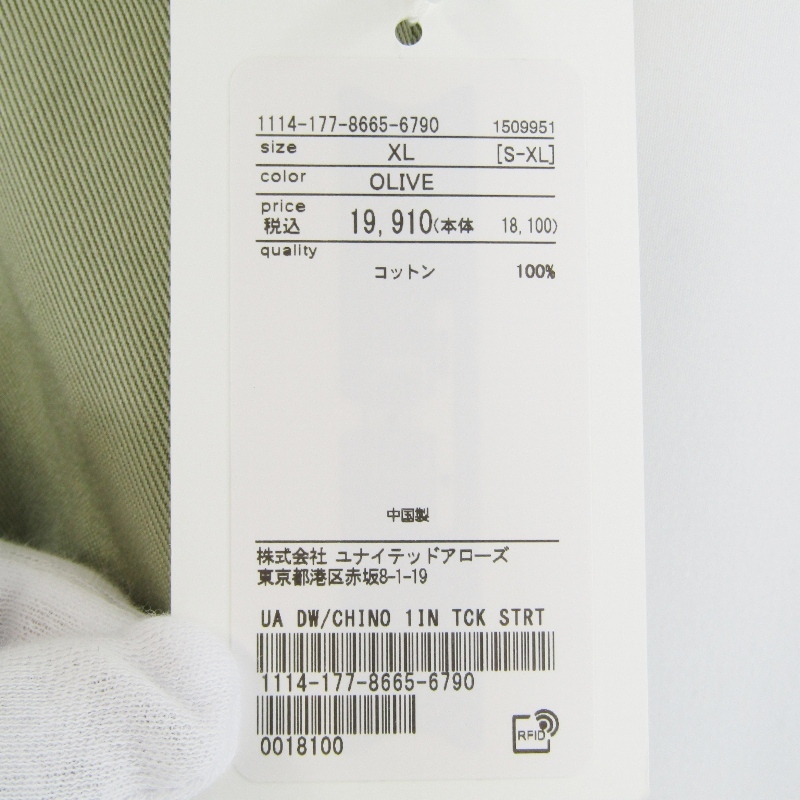 1114-177-8665-6790 1509951
size XL [S-XL]
color OLIVE
price
税込 19,910(本体 18,100)
quality
コットン 100%
中国製
株式会社 ユナイテッドアローズ
東京都港区赤坂8-1-19
UA DW/CHINO 1IN TCK STRT
1114-177-8665-6790
0018100
RFID